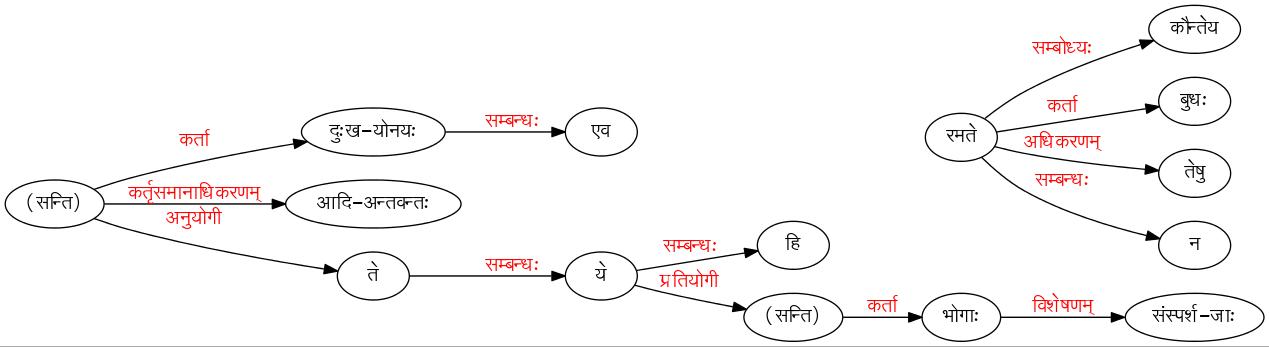 कौन्तेय
सम्बोध्यः
बुधः
कर्ता
दुःख-योनयः
सम्बन्धः
एव
रमते
कर्ता
अधिकरणम्
तेषु
सम्बन्धः
(सन्ति)
कर्तृसमानाधिकरणम्
आदि-अन्तवन्तः
अनुयोगी
न
सम्बन्धः
हि
ते
सम्बन्धः
ये
प्रतियोगी
(सन्ति)
कर्ता
भोगाः
विशेषणम्
संस्पर्श-जाः